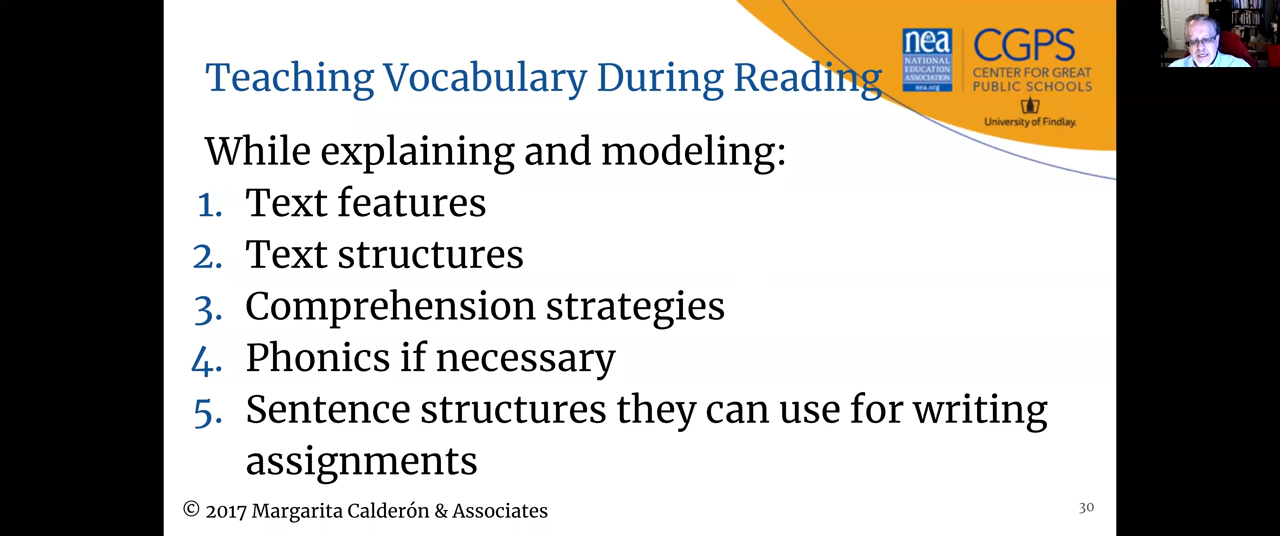 Teaching Vocabulary During Reading
nea
NATIONAL
EDUCATION
ASSOCIATION
nea.org
CGPS
CENTER FOR GREAT
PUBLIC SCHOOLS
University of Findlay.
While explaining and modeling:
1. Text features
2. Text structures
3. Comprehension strategies
4. Phonics if necessary
5. Sentence structures they can use for writing
assignments
© 2017 Margarita Calderón & Associates
30